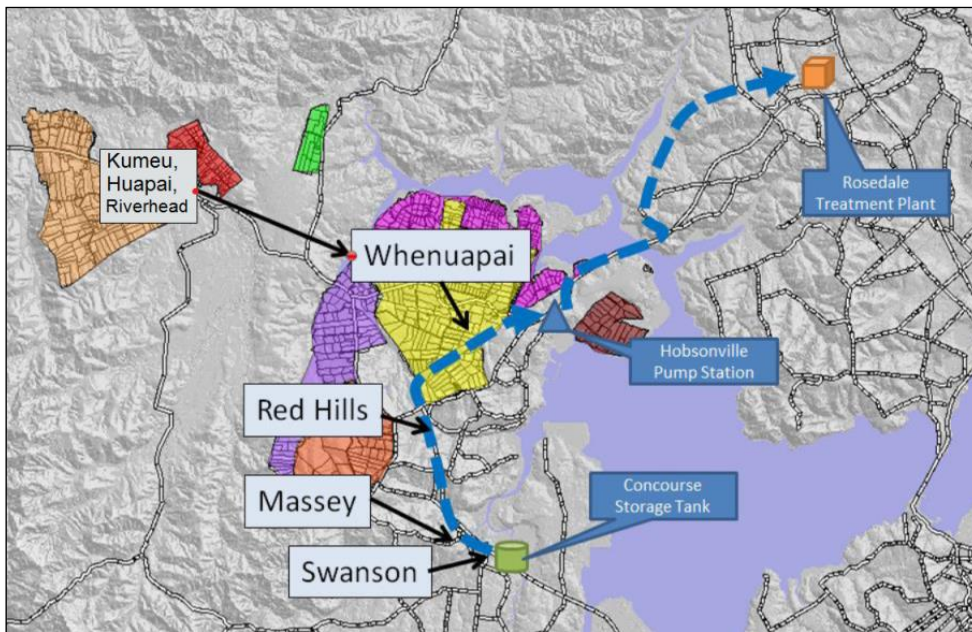 Kumeu,
Huapai,
Riverhead
Whenuapai
Rosedale
Treatment Plant
Hobsonville
Pump Station
Red Hills
Massey
Swanson
Concourse
Storage Tank